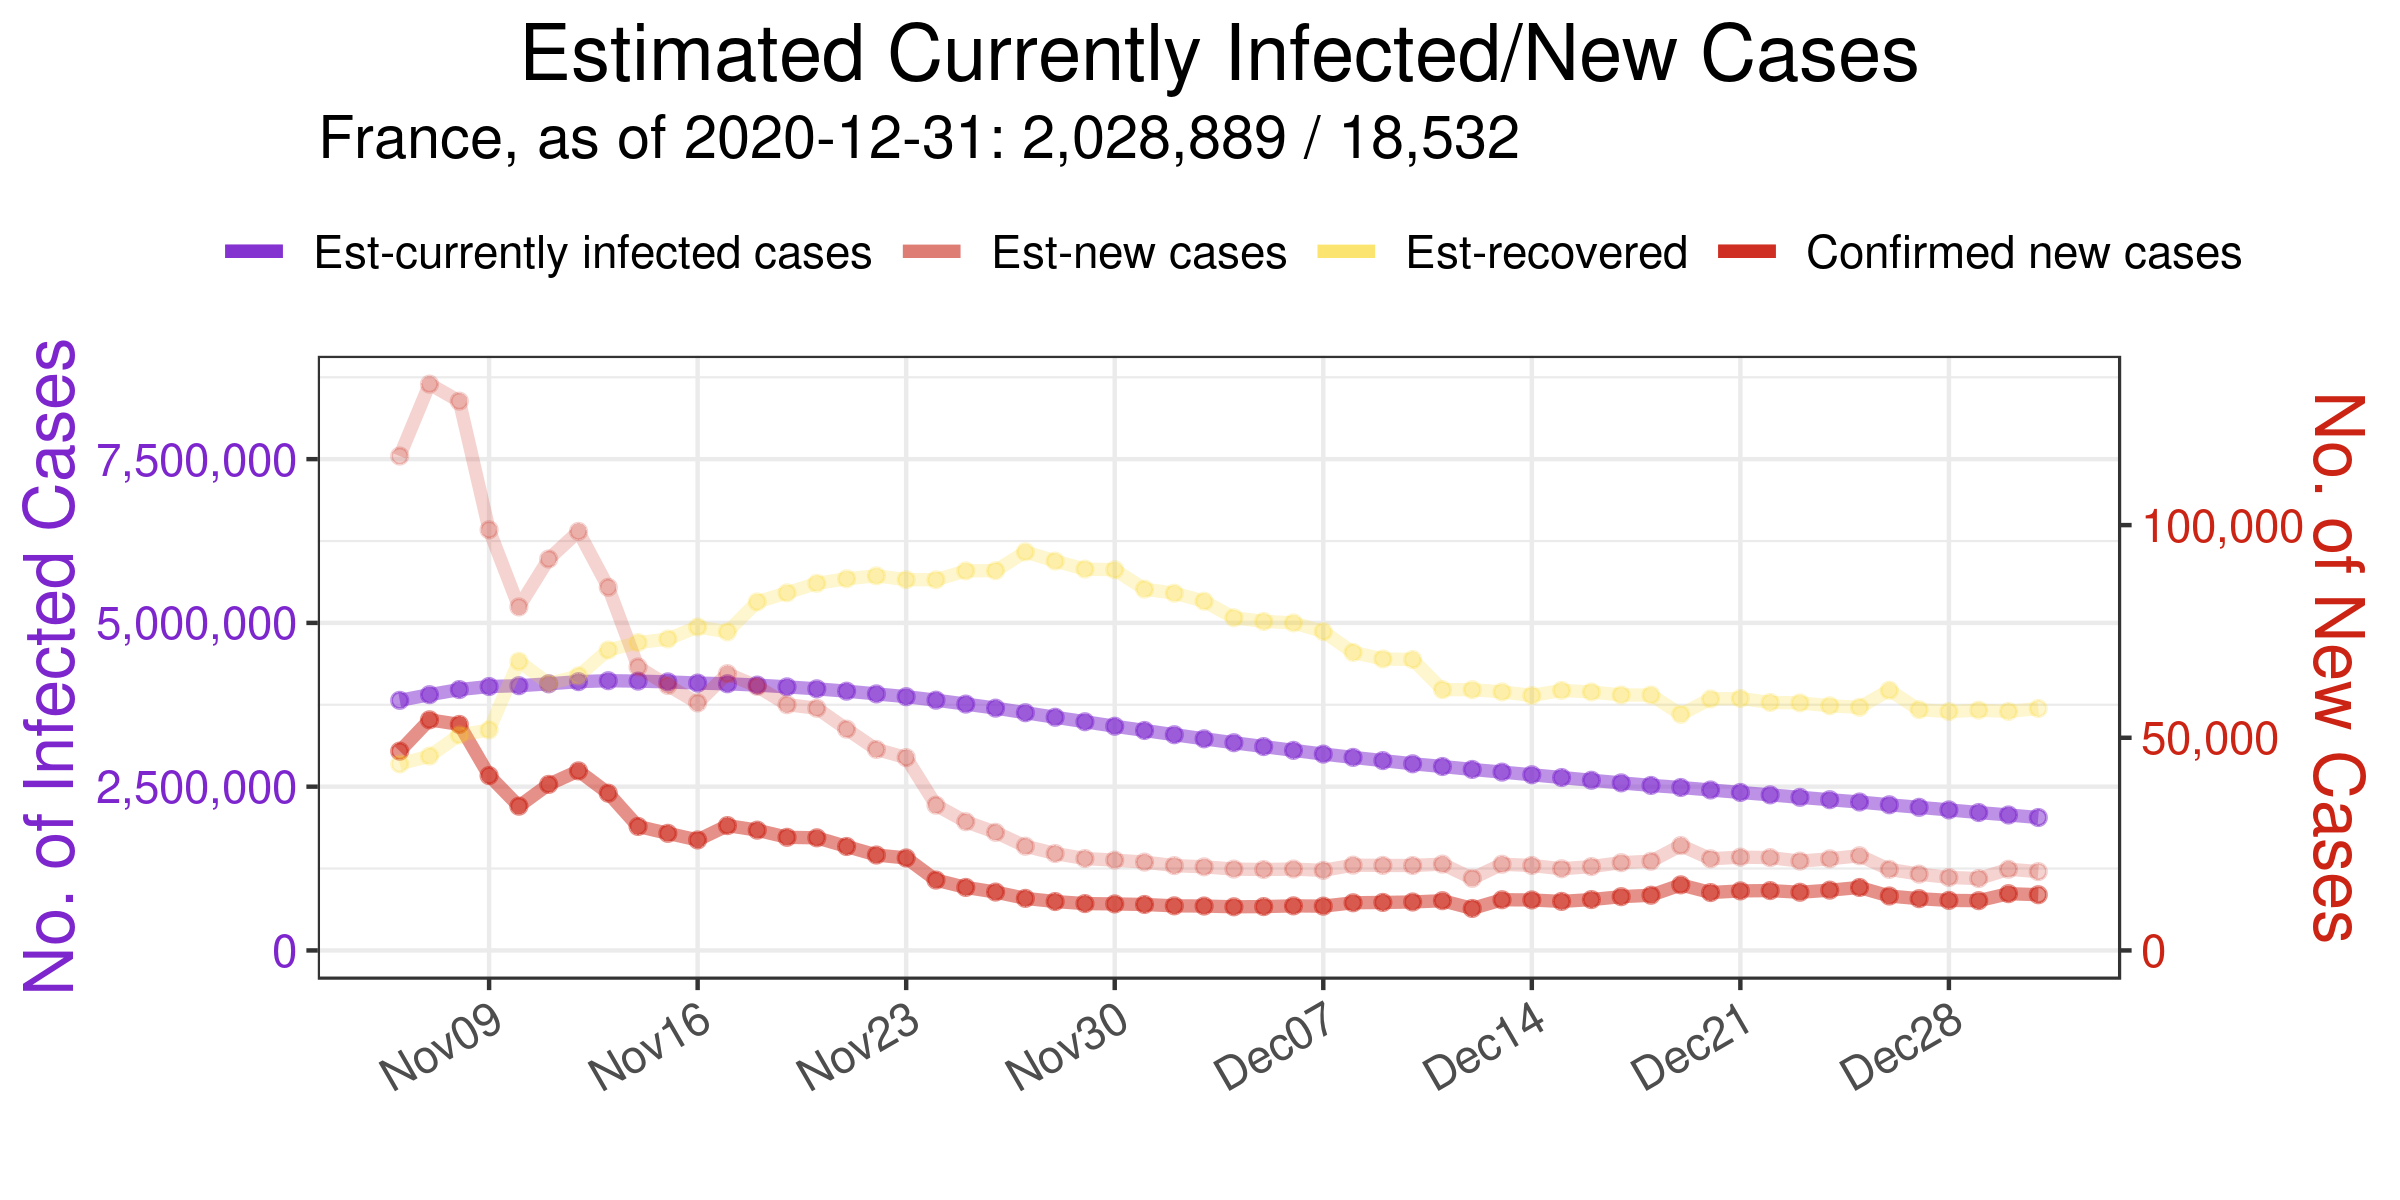 Estimated Currently Infected/New Cases
France, as of 2020-12-31: 2,028,889 / 18,532
Est-currently infected cases Est-new cases Est-recovered Confirmed new cases
No. of Infected Cases
7,500,000
5,000,000
2,500,000
0
100,000
50,000
0
No. of New Cases
Nov09 Nov16 Nov23 Nov30 Dec07 Dec14 Dec21 Dec28